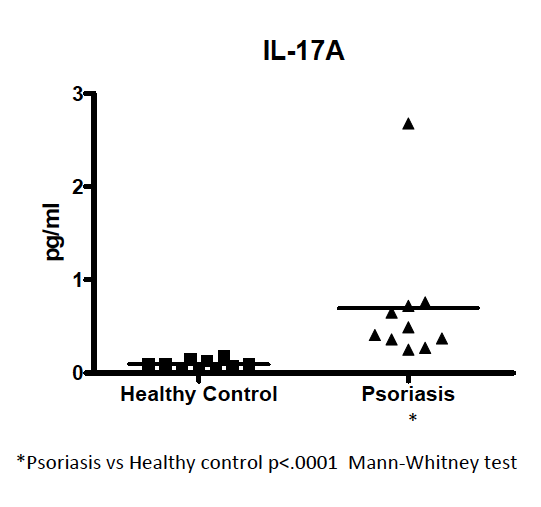 IL-17A
3
2
1
0
pg/ml
Healthy Control
Psoriasis
*
*Psoriasis vs Healthy control p<.0001 Mann-Whitney test